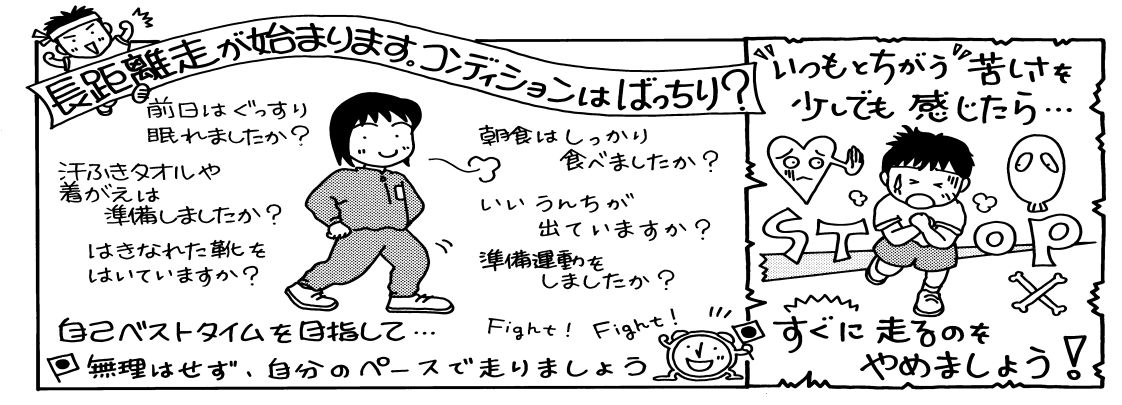 長距離走が始まります。コンディションはばっちり？
前日はぐっすり
眠れましたか？
汗ふきタオルや
着がえは
準備しましたか？
はきなれた靴を
はいていますか？
朝食はしっかり
食べましたか？
いいうんちが
出ていますか？
準備運動を
しましたか？
自己ベストタイムを目指して…
Fight! Fight!
無理はせず、自分のペースで走りましょう
"いつもとちがう"苦しさを
少しでも感じたら…
STOP
すぐに走るのを
やめましょう！